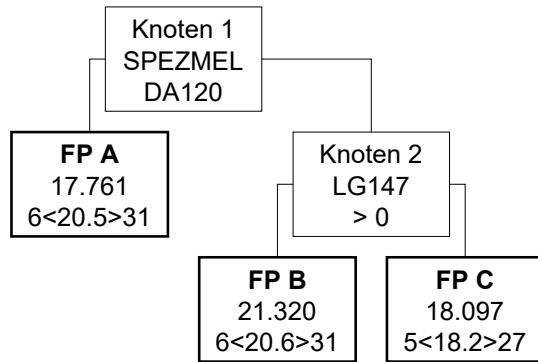 Knoten 1
SPEZMEL
DA120
FP A
17.761
6<20.5>31
Knoten 2
LG147
> 0
FP B
21.320
6<20.6>31
FP C
18.097
5<18.2>27